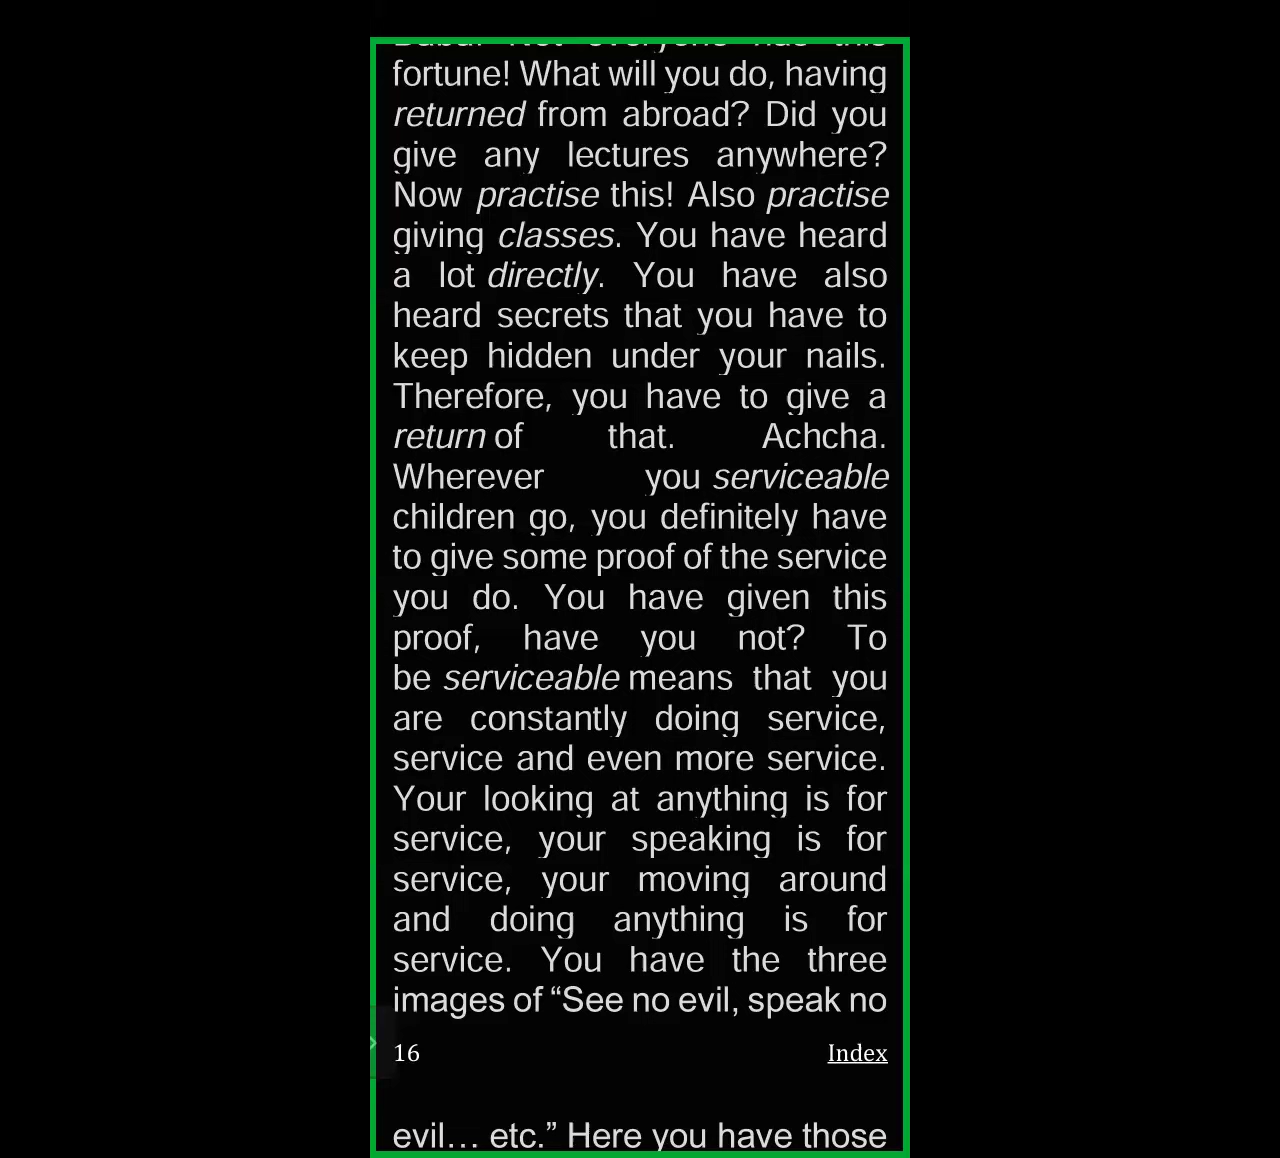 Baba! Not everyone has this
fortune! What will you do, having
returned from abroad? Did you
give any lectures anywhere?
Now practise this! Also practise
giving classes. You have heard
a lot directly. You have also
heard secrets that you have to
keep hidden under your nails.
Therefore, you have to give a
return of that. Achcha.
Wherever you serviceable
children go, you definitely have
to give some proof of the service
you do. You have given this
proof, have you not? To
be serviceable means that you
are constantly doing service,
service and even more service.
Your looking at anything is for
service, your speaking is for
service, your moving around
and doing anything is for
service. You have the three
images of “See no evil, speak no
16 Index
evil… etc.” Here you have those